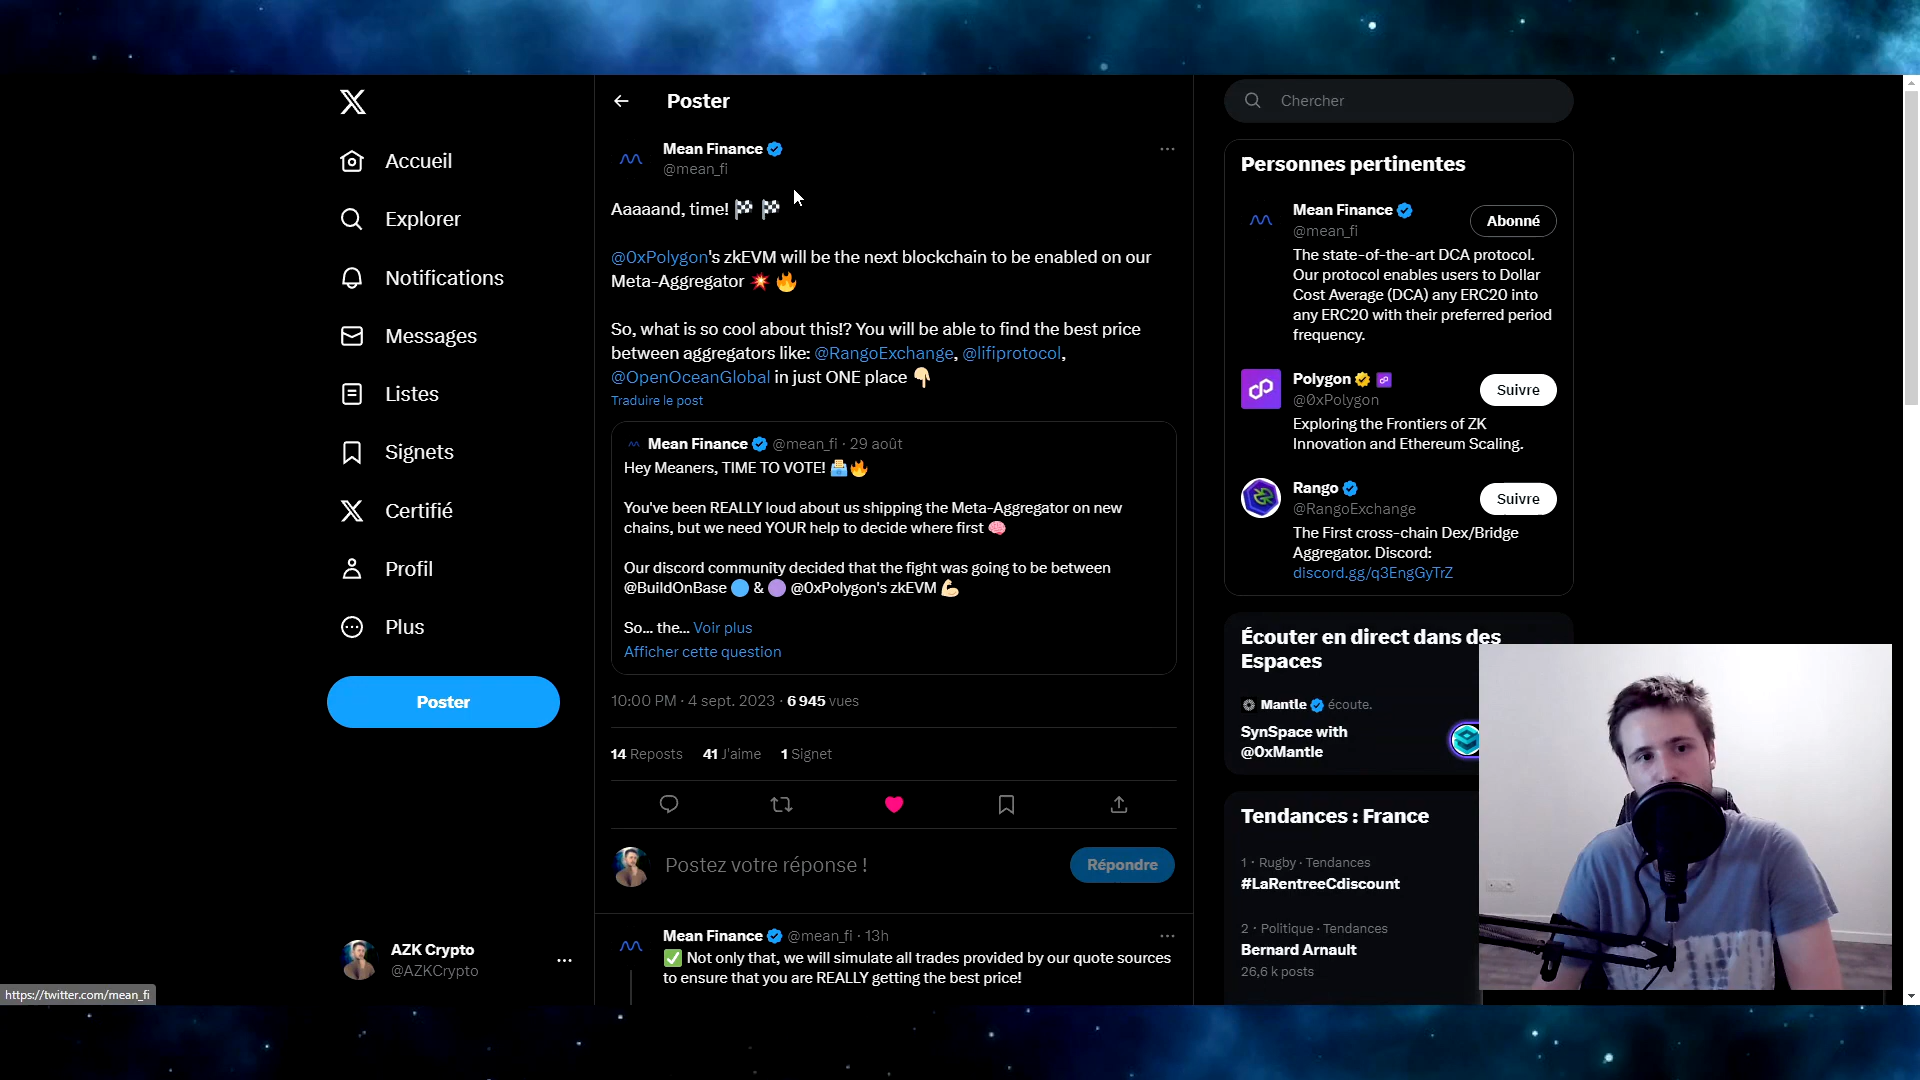 Accueil
Explorer
Notifications
Messages
Listes
Signets
Certifié
Profil
Plus
Poster
AZK Crypto
@AZKCrypto
https://twitter.com/mean_fi
Poster
Mean Finance
@mean_fi
Aaaaand, time! 🏁 🏁
@0xPolygon's zkEVM will be the next blockchain to be enabled on our
Meta-Aggregator 💥 🔥
So, what is so cool about this!? You will be able to find the best price
between aggregators like: @RangoExchange, @lifiprotocol,
@OpenOceanGlobal in just ONE place 👇🏻
Traduire le post
Mean Finance @mean_fi · 29 août
Hey Meaners, TIME TO VOTE! 🗳️🔥
You've been REALLY loud about us shipping the Meta-Aggregator on new
chains, but we need YOUR help to decide where first 🧠
Our discord community decided that the fight was going to be between
@BuildOnBase 🔵 & 🟣 @0xPolygon's zkEVM 💪🏻
So... the... Voir plus
Afficher cette question
10:00 PM · 4 sept. 2023 · 6 945 vues
14 Reposts 41 J'aime 1 Signet
Postez votre réponse !
Répondre
Mean Finance @mean_fi · 13h
✅ Not only that, we will simulate all trades provided by our quote sources
to ensure that you are REALLY getting the best price!
Chercher
Personnes pertinentes
Mean Finance
@mean_fi
Abonné
The state-of-the-art DCA protocol.
Our protocol enables users to Dollar
Cost Average (DCA) any ERC20 into
any ERC20 with their preferred period
frequency.
Polygon
@0xPolygon
Suivre
Exploring the Frontiers of ZK
Innovation and Ethereum Scaling.
Rango
@RangoExchange
Suivre
The First cross-chain Dex/Bridge
Aggregator. Discord:
discord.gg/q3EngGyTrZ
Écouter en direct dans des
Espaces
Mantle écoute.
SynSpace with
@0xMantle
Tendances : France
1 · Rugby · Tendances
#LaRentreeCdiscount
2 · Politique · Tendances
Bernard Arnault
26,6 k posts